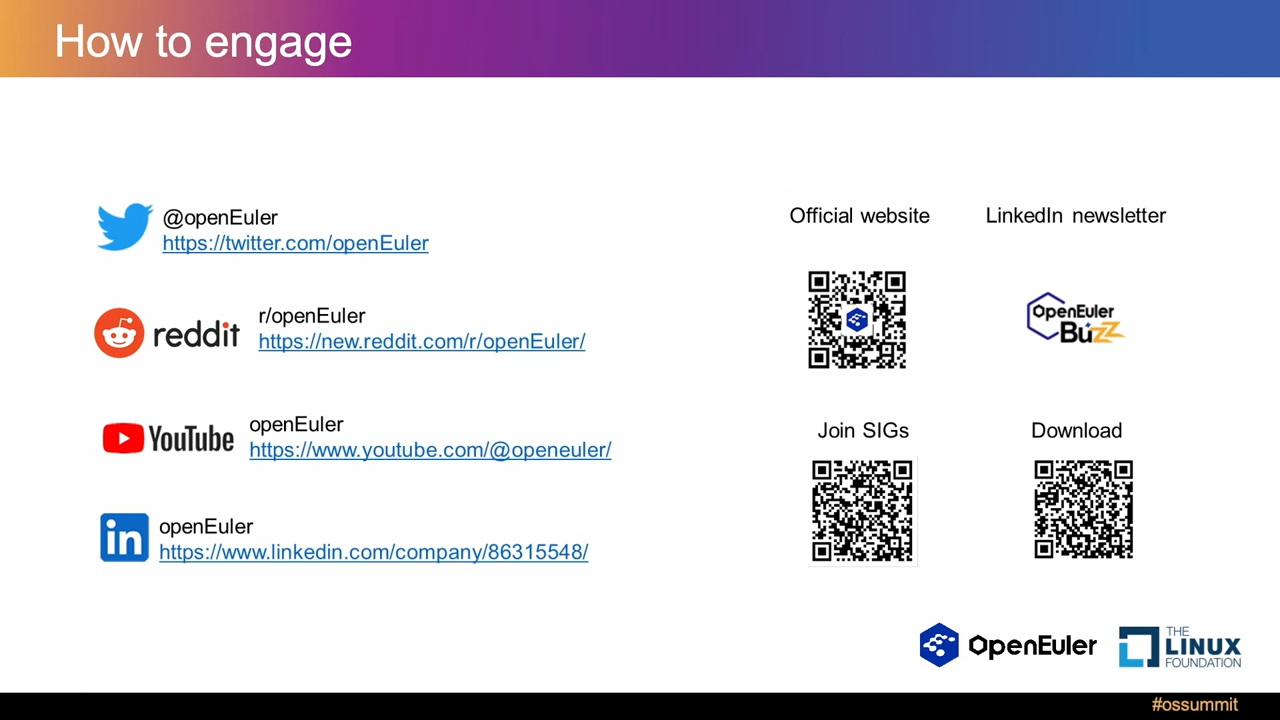 How to engage
@openEuler
https://twitter.com/openEuler
reddit
r/openEuler
https://new.reddit.com/r/openEuler/
YouTube
openEuler
https://www.youtube.com/@openeuler/
in
openEuler
https://www.linkedin.com/company/86315548/
Official website
LinkedIn newsletter
OpenEuler
BuZZ
Join SIGs
Download
OpenEuler
THE
LINUX
FOUNDATION
#ossummit